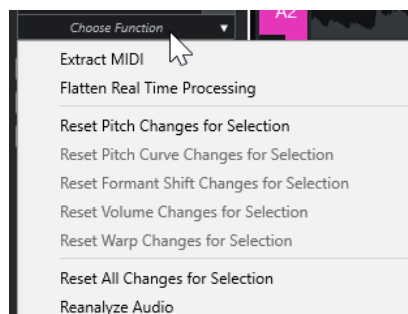 Choose Function
A2
Extract MIDI
Flatten Real Time Processing
Reset Pitch Changes for Selection
Reset Pitch Curve Changes for Selection
Reset Formant Shift Changes for Selection
Reset Volume Changes for Selection
Reset Warp Changes for Selection
Reset All Changes for Selection
Reanalyze Audio